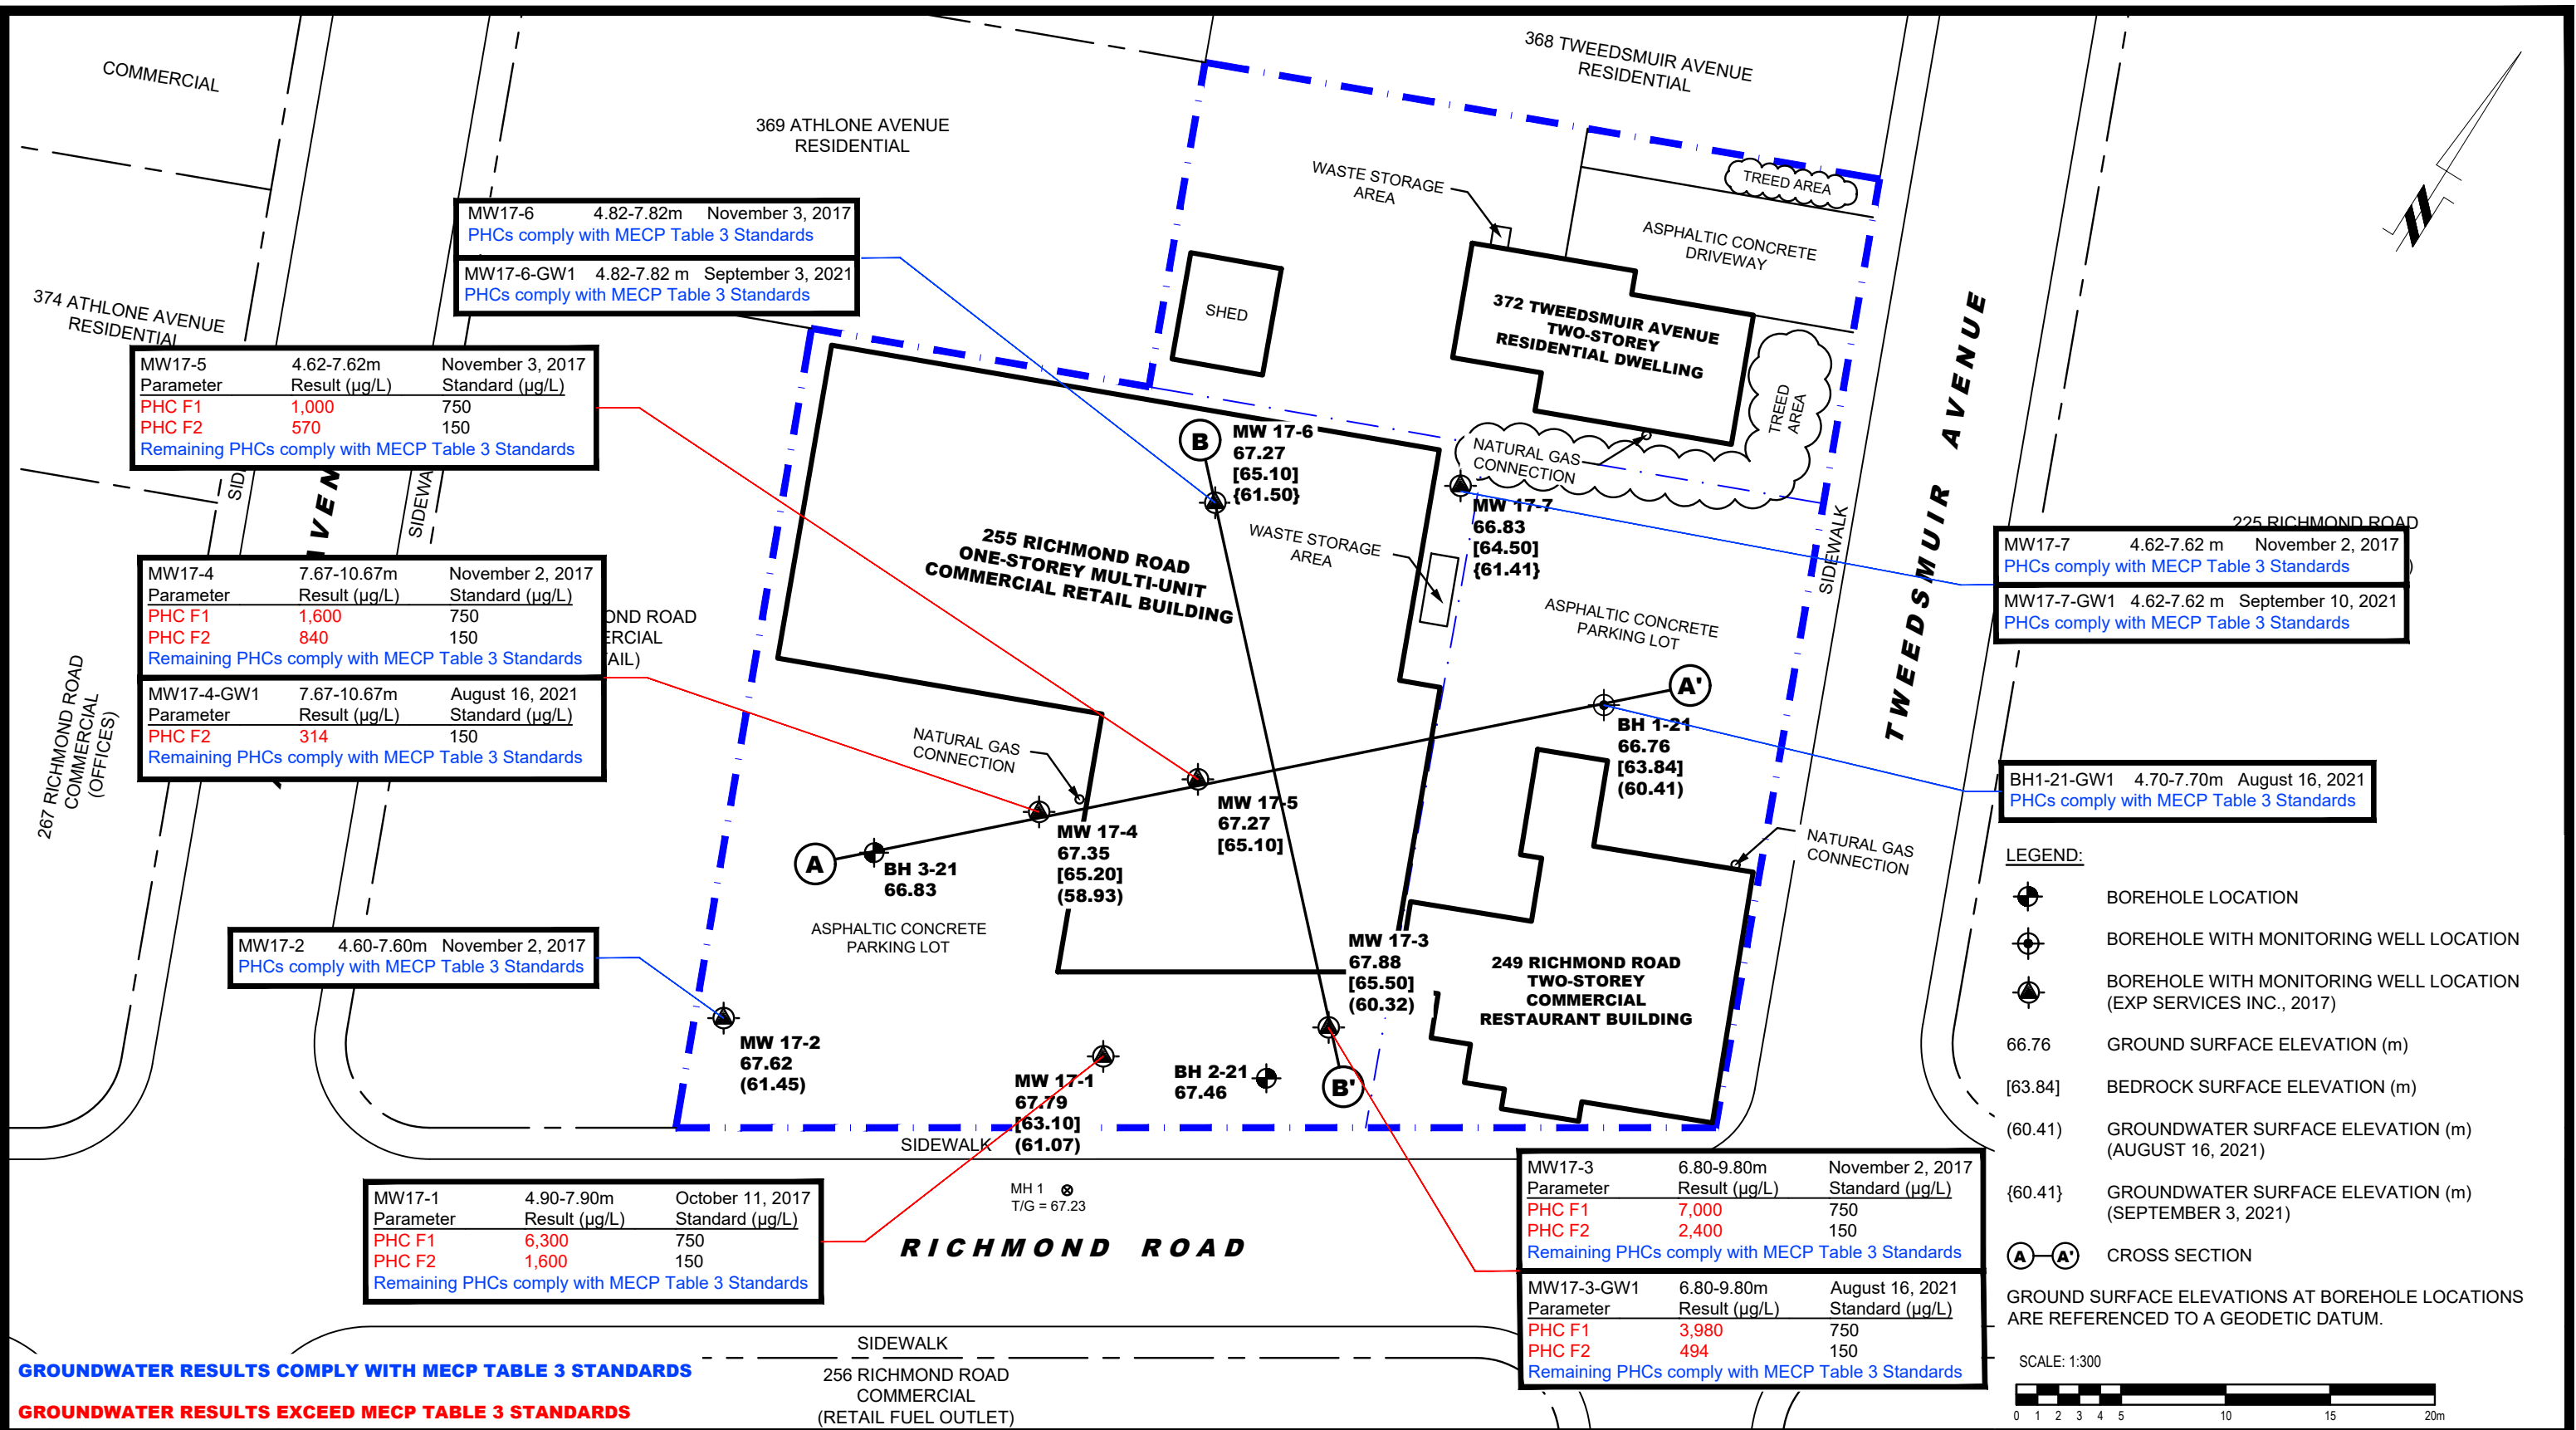 COMMERCIAL
368 TWEEDSMUIR AVENUE
RESIDENTIAL
369 ATHLONE AVENUE
RESIDENTIAL
WASTE STORAGE
AREA
TREED AREA
ASPHALTIC CONCRETE
DRIVEWAY
MW17-6 4.82-7.82m November 3, 2017
PHCs comply with MECP Table 3 Standards
MW17-6-GW1 4.82-7.82 m September 3, 2021
PHCs comply with MECP Table 3 Standards
374 ATHLONE AVENUE
RESIDENTIAL
SHED
372 TWEEDSMUIR AVENUE
TWO-STOREY
RESIDENTIAL DWELLING
TREED
AREA
TWEEDSMUIR AVENUE
MW17-5 4.62-7.62m November 3, 2017
Parameter Result (µg/L) Standard (µg/L)
PHC F1 1,000 750
PHC F2 570 150
Remaining PHCs comply with MECP Table 3 Standards
SID
AVEN
SIDEWA
B
MW 17-6
67.27
[65.10]
{61.50}
NATURAL GAS
CONNECTION
MW 17-7
66.83
[64.50]
{61.41}
WASTE STORAGE
AREA
255 RICHMOND ROAD
ONE-STOREY MULTI-UNIT
COMMERCIAL RETAIL BUILDING
SIDEWALK
225 RICHMOND ROAD
MW17-7 4.62-7.62 m November 2, 2017
PHCs comply with MECP Table 3 Standards
MW17-7-GW1 4.62-7.62 m September 10, 2021
PHCs comply with MECP Table 3 Standards
MW17-4 7.67-10.67m November 2, 2017
Parameter Result (µg/L) Standard (µg/L)
PHC F1 1,600 750
PHC F2 840 150
Remaining PHCs comply with MECP Table 3 Standards
MW17-4-GW1 7.67-10.67m August 16, 2021
Parameter Result (µg/L) Standard (µg/L)
PHC F2 314 150
Remaining PHCs comply with MECP Table 3 Standards
OND ROAD
ERCIAL
AIL)
267 RICHMOND ROAD
COMMERCIAL
(OFFICES)
ASPHALTIC CONCRETE
PARKING LOT
A'
BH 1-21
66.76
[63.84]
(60.41)
NATURAL GAS
CONNECTION
BH1-21-GW1 4.70-7.70m August 16, 2021
PHCs comply with MECP Table 3 Standards
MW 17-5
67.27
[65.10]
MW 17-4
67.35
[65.20]
(58.93)
A
BH 3-21
66.83
NATURAL GAS
CONNECTION
ASPHALTIC CONCRETE
PARKING LOT
MW17-2 4.60-7.60m November 2, 2017
PHCs comply with MECP Table 3 Standards
MW 17-3
67.88
[65.50]
(60.32)
249 RICHMOND ROAD
TWO-STOREY
COMMERCIAL
RESTAURANT BUILDING
MW 17-2
67.62
(61.45)
MW 17-1
67.79
[63.10]
(61.07)
BH 2-21
67.46
B'
SIDEWALK
MH 1
T/G = 67.23
RICHMOND ROAD
MW17-1 4.90-7.90m October 11, 2017
Parameter Result (µg/L) Standard (µg/L)
PHC F1 6,300 750
PHC F2 1,600 150
Remaining PHCs comply with MECP Table 3 Standards
MW17-3 6.80-9.80m November 2, 2017
Parameter Result (µg/L) Standard (µg/L)
PHC F1 7,000 750
PHC F2 2,400 150
Remaining PHCs comply with MECP Table 3 Standards
MW17-3-GW1 6.80-9.80m August 16, 2021
Parameter Result (µg/L) Standard (µg/L)
PHC F1 3,980 750
PHC F2 494 150
Remaining PHCs comply with MECP Table 3 Standards
SIDEWALK
256 RICHMOND ROAD
COMMERCIAL
(RETAIL FUEL OUTLET)
GROUNDWATER RESULTS COMPLY WITH MECP TABLE 3 STANDARDS
GROUNDWATER RESULTS EXCEED MECP TABLE 3 STANDARDS
LEGEND:
BOREHOLE LOCATION
BOREHOLE WITH MONITORING WELL LOCATION
BOREHOLE WITH MONITORING WELL LOCATION
(EXP SERVICES INC., 2017)
66.76 GROUND SURFACE ELEVATION (m)
[63.84] BEDROCK SURFACE ELEVATION (m)
(60.41) GROUNDWATER SURFACE ELEVATION (m)
(AUGUST 16, 2021)
{60.41} GROUNDWATER SURFACE ELEVATION (m)
(SEPTEMBER 3, 2021)
A A' CROSS SECTION
GROUND SURFACE ELEVATIONS AT BOREHOLE LOCATIONS
ARE REFERENCED TO A GEODETIC DATUM.
SCALE: 1:300
0 1 2 3 4 5 10 15 20m